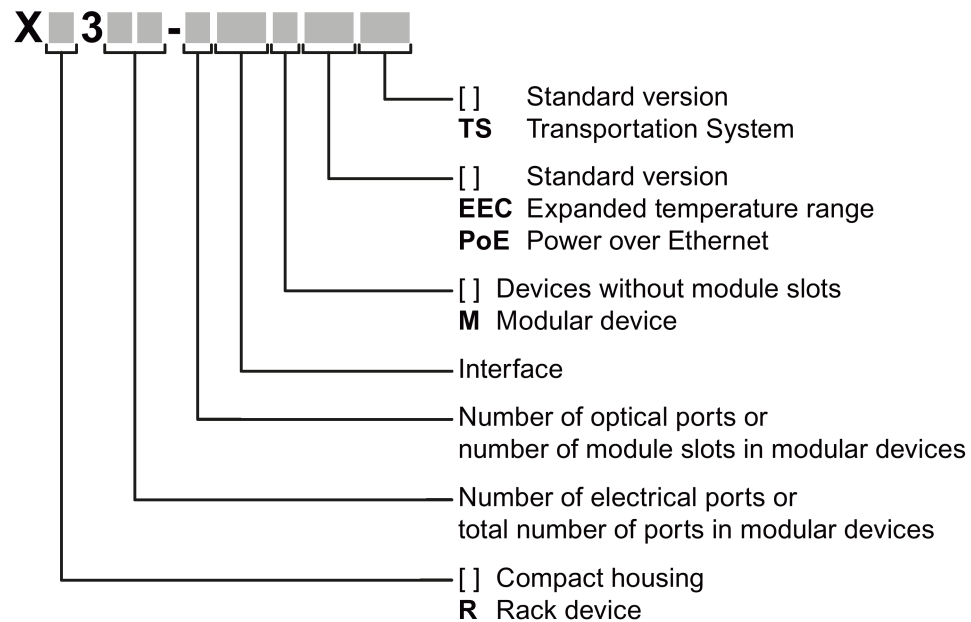 X 3 -
[ ] Standard version
TS Transportation System
[ ] Standard version
EEC Expanded temperature range
PoE Power over Ethernet
[ ] Devices without module slots
M Modular device
Interface
Number of optical ports or
number of module slots in modular devices
Number of electrical ports or
total number of ports in modular devices
[ ] Compact housing
R Rack device